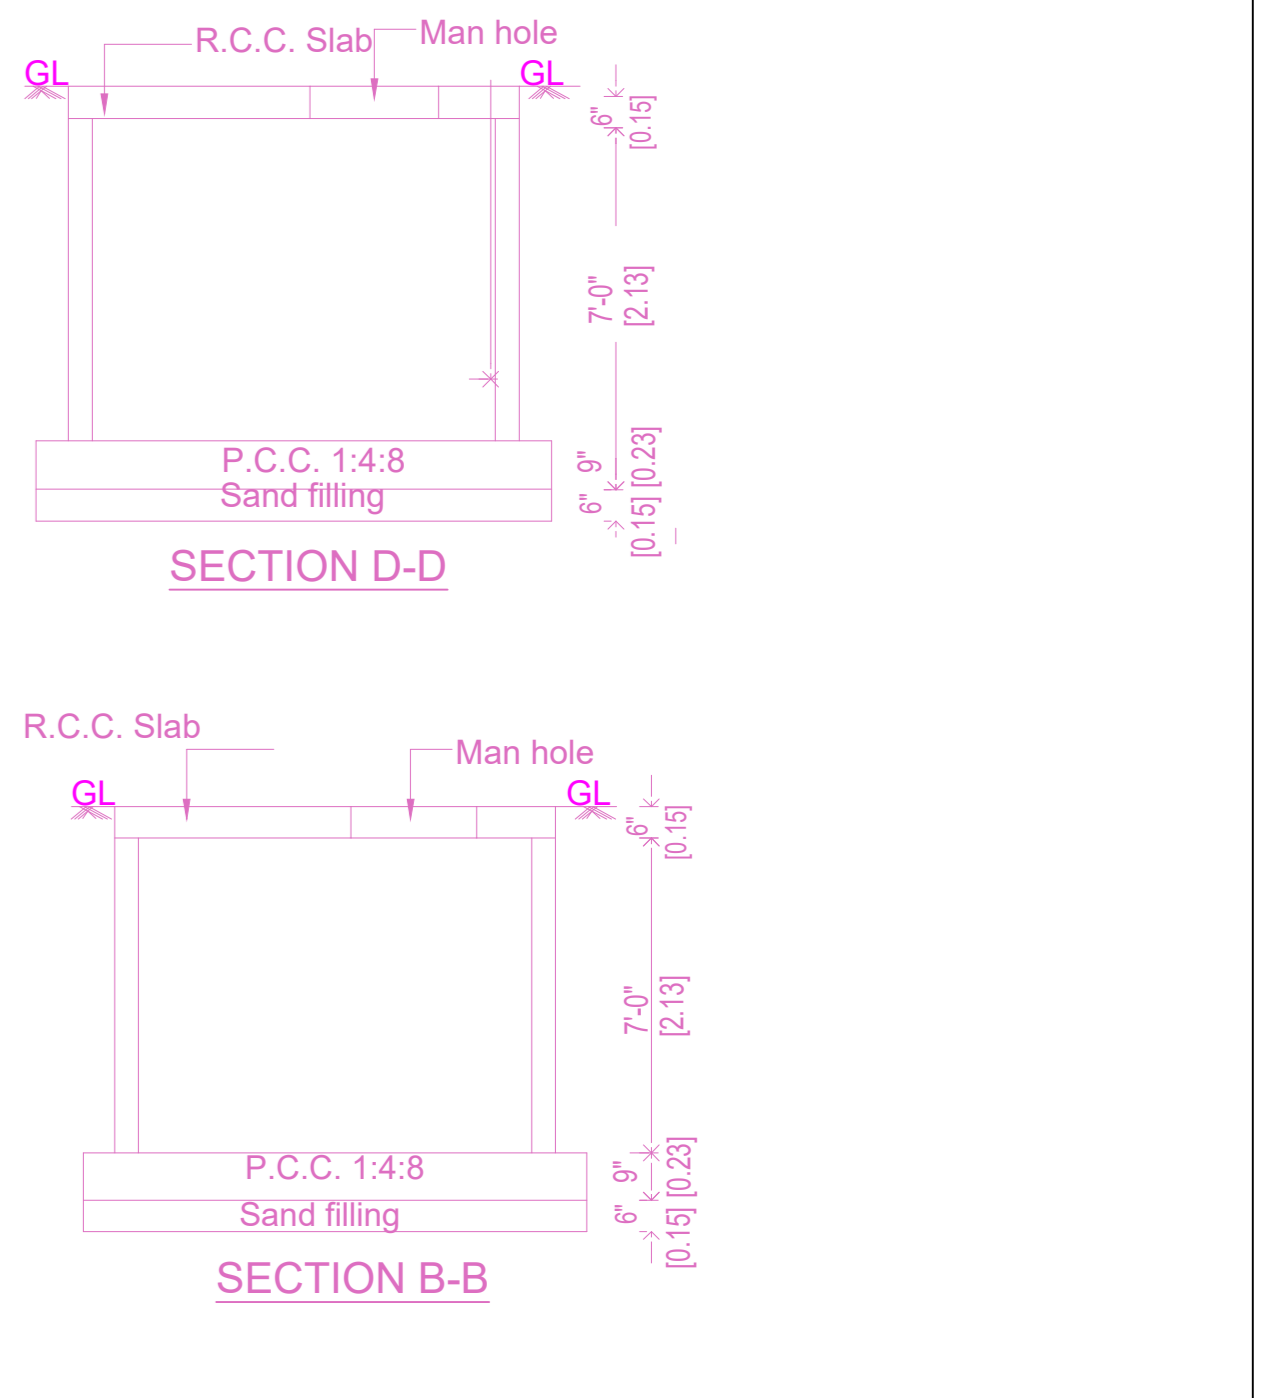 R.C.C. Slab
Man hole
GL
GL
6"
[0.15]
7'-0"
[2.13]
9"
[0.23]
6"
[0.15]
P.C.C. 1:4:8
Sand filling
SECTION D-D
R.C.C. Slab
Man hole
GL
GL
6"
[0.15]
7'-0"
[2.13]
9"
[0.23]
6"
[0.15]
P.C.C. 1:4:8
Sand filling
SECTION B-B